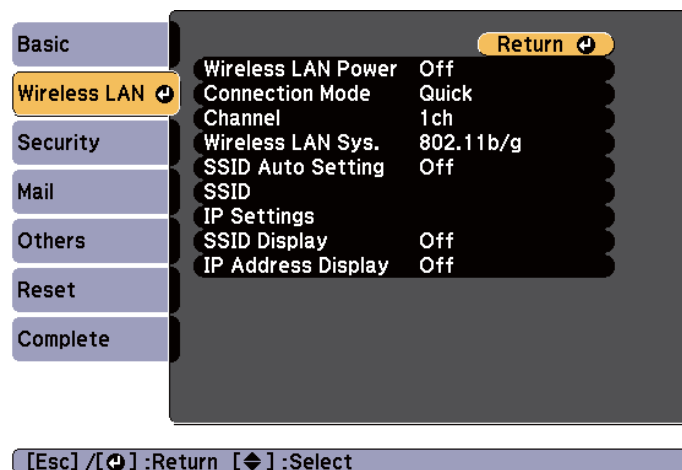 Basic
Wireless LAN
Security
Mail
Others
Reset
Complete
Return
Wireless LAN Power Off
Connection Mode Quick
Channel 1ch
Wireless LAN Sys. 802.11b/g
SSID Auto Setting Off
SSID
IP Settings
SSID Display Off
IP Address Display Off
[Esc] /[⏎] :Return [◆] :Select